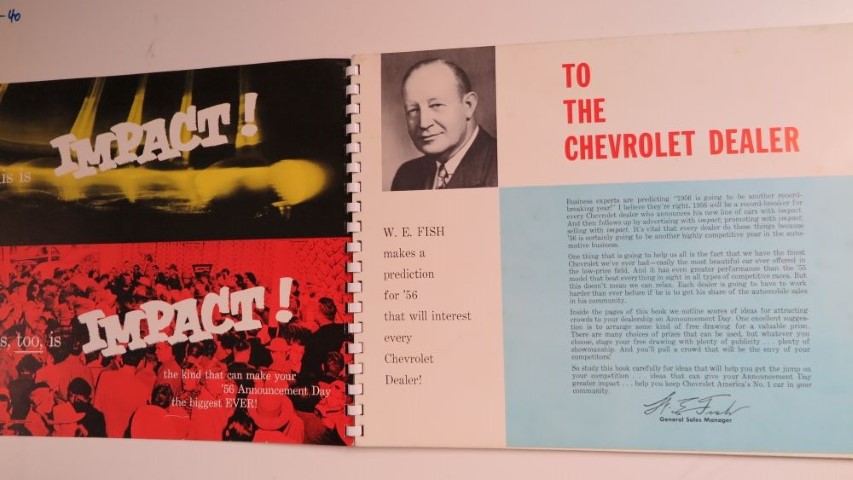 -40
IMPACT!
is is
IMPACT!
s, too, is
the kind that can make your
'56 Announcement Day
the biggest EVER!
W. E. FISH
makes a
prediction
for '56
that will interest
every
Chevrolet
Dealer!
TO
THE
CHEVROLET DEALER
Business experts are predicting "1956 is going to be another record-
breaking year!" I believe they're right. 1956 will be a record-breaker for
every Chevrolet dealer who announces his new line of cars with impact.
And then follows up by advertising with impact, promoting with impact,
selling with impact. It's vital that every dealer do these things because
'56 is certainly going to be another highly competitive year in the auto-
motive business.
One thing that is going to help us all is the fact that we have the finest
Chevrolet we've ever had—easily the most beautiful car ever offered in
the low-price field. And it has even greater performance than the '55
model that beat everything in sight in all types of competitive races. But
this doesn't mean we can relax. Each dealer is going to have to work
harder than ever before if he is to get his share of the automobile sales
in his community.
Inside the pages of this book we outline scores of ideas for attracting
crowds to your dealership on Announcement Day. One excellent sugges-
tion is to arrange some kind of free drawing for a valuable prize.
There are many choices of prizes that can be used, but whatever you
choose, stage your free drawing with plenty of publicity . . . plenty of
showmanship. And you'll pull a crowd that will be the envy of your
competitors!
So study this book carefully for ideas that will help you get the jump on
your competition . . . ideas that can give your Announcement Day
greater impact . . . help you keep Chevrolet America's No. 1 car in your
community.
W E Fish
General Sales Manager